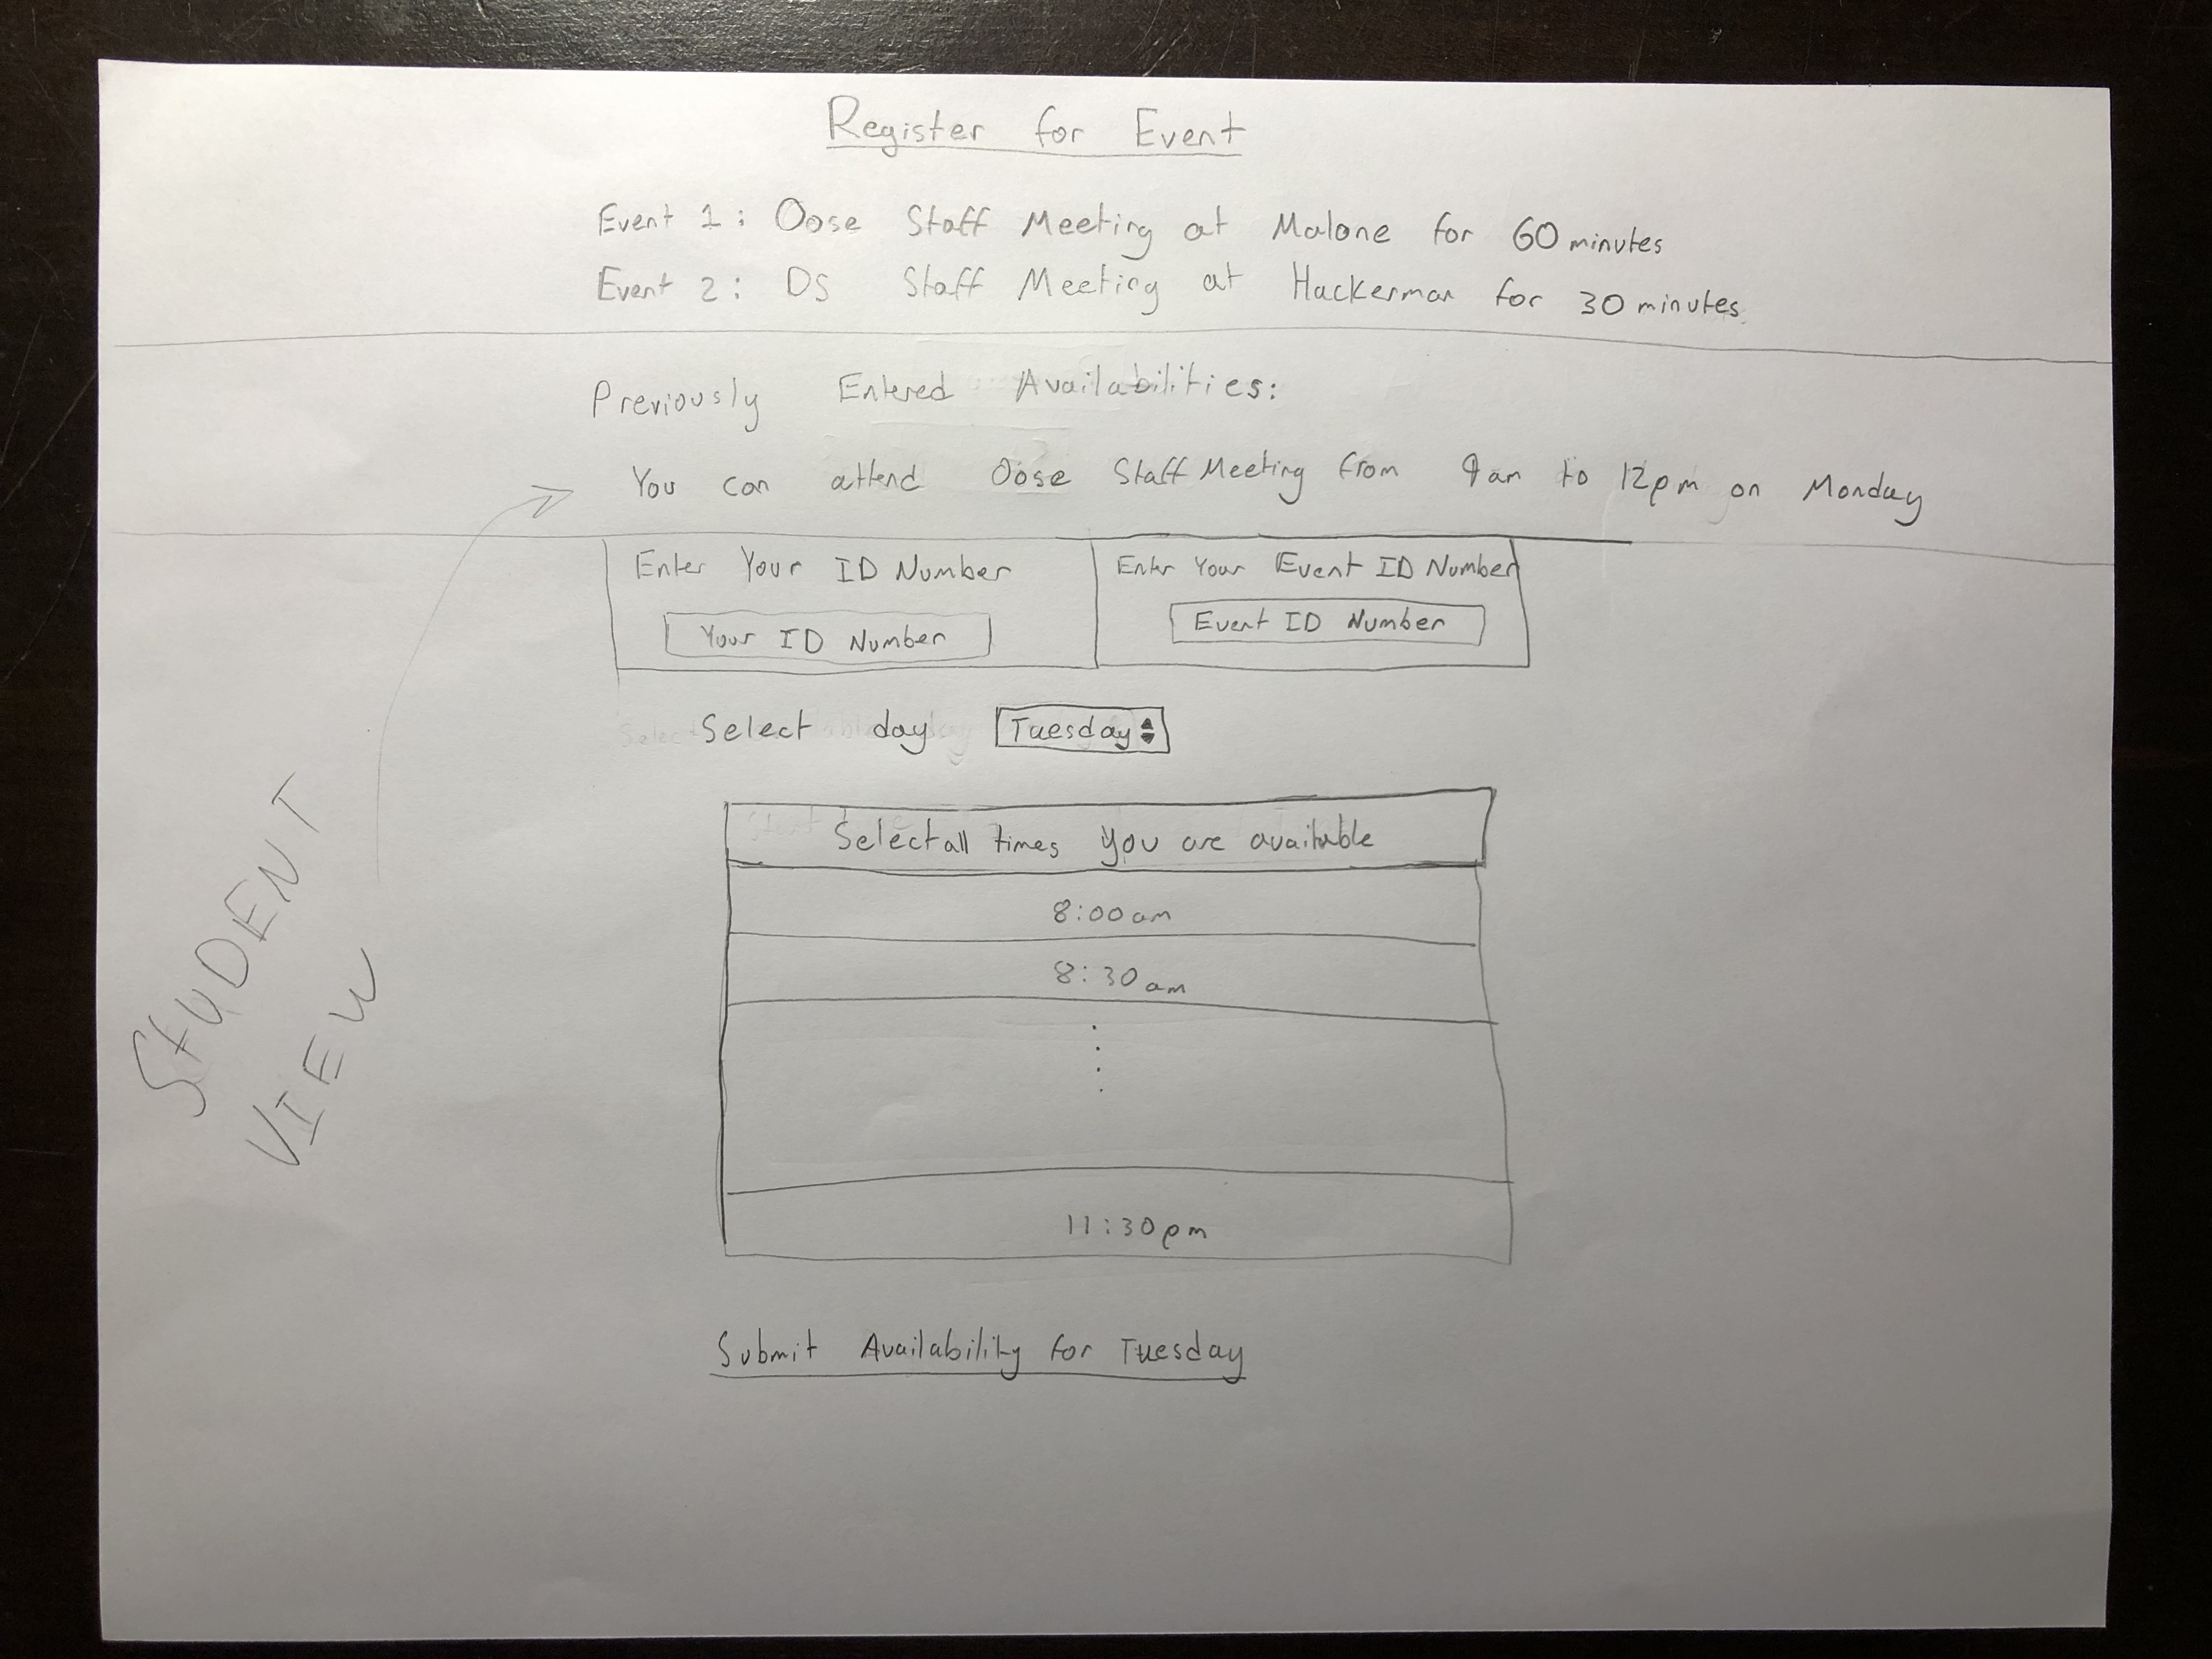 Register for Event
Event 1: Oose Staff Meeting at Malone for 60 minutes
Event 2: DS Staff Meeting at Hackerman for 30 minutes.
Previously Entered Availabilities:
You can attend Oose Staff Meeting from 9am to 12pm on Monday
Enter Your ID Number
Your ID Number
Enter Your Event ID Number
Event ID Number
Select day Tuesday
Select all times you are available
8:00am
8:30am
11:30pm
Submit Availability for Tuesday
STUDENT
VIEW